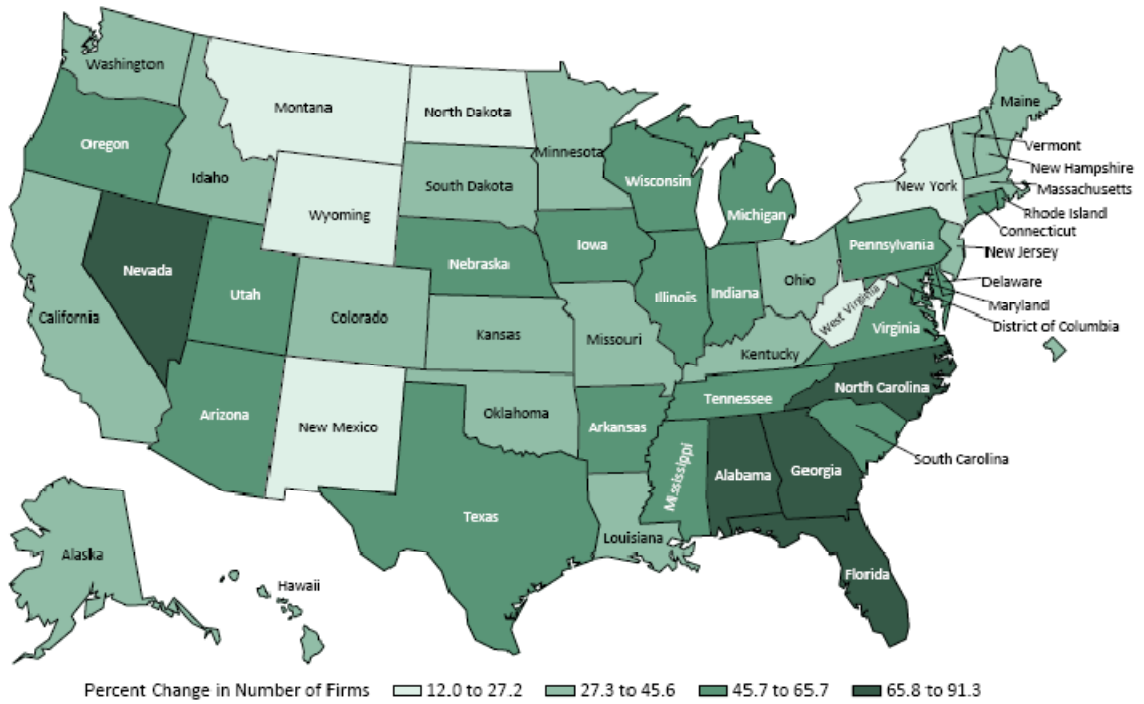 Washington
Montana
North Dakota
Minnesota
Maine
Vermont
New Hampshire
Massachusetts
Rhode Island
Connecticut
New Jersey
Delaware
Maryland
District of Columbia
Oregon
Idaho
South Dakota
Wisconsin
Michigan
New York
Wyoming
Nebraska
Iowa
Pennsylvania
Nevada
Utah
Colorado
Kansas
Illinois
Indiana
Ohio
West Virginia
Virginia
California
Missouri
Kentucky
North Carolina
Tennessee
South Carolina
Arizona
New Mexico
Oklahoma
Arkansas
Mississippi
Alabama
Georgia
Texas
Louisiana
Florida
Alaska
Hawaii
Percent Change in Number of Firms 12.0 to 27.2 27.3 to 45.6 45.7 to 65.7 65.8 to 91.3